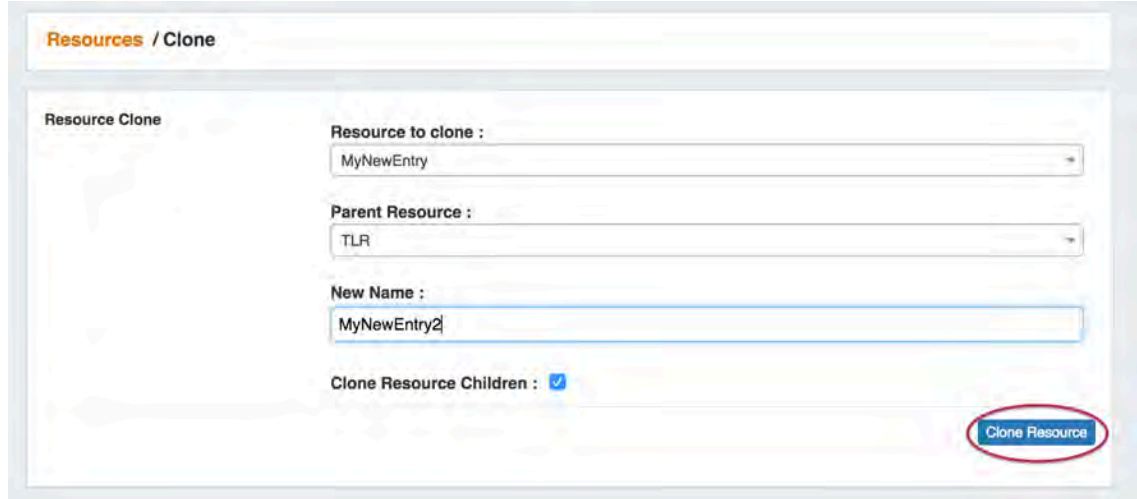 Resources / Clone
Resource Clone
Resource to clone :
MyNewEntry
Parent Resource :
TLR
New Name :
MyNewEntry2
Clone Resource Children :
Clone Resource